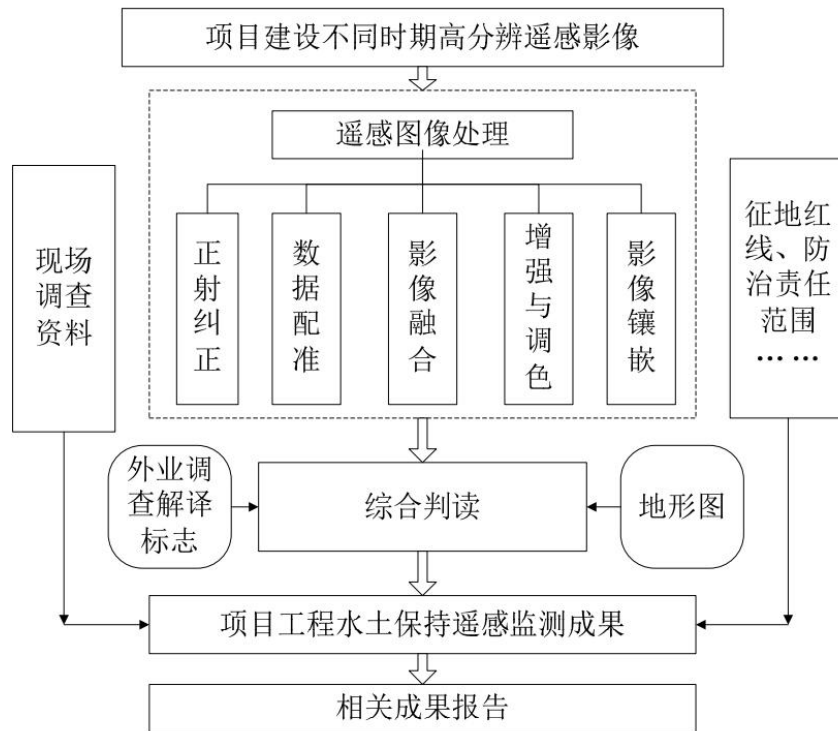 项目建设不同时期高分辨遥感影像
遥感图像处理
正射纠正
数据配准
影像融合
增强与调色
影像镶嵌
现场
调查
资料
征地红
线、防
治责任
范围
… …
外业调
查解译
标志
综合判读
地形图
项目工程水土保持遥感监测成果
相关成果报告